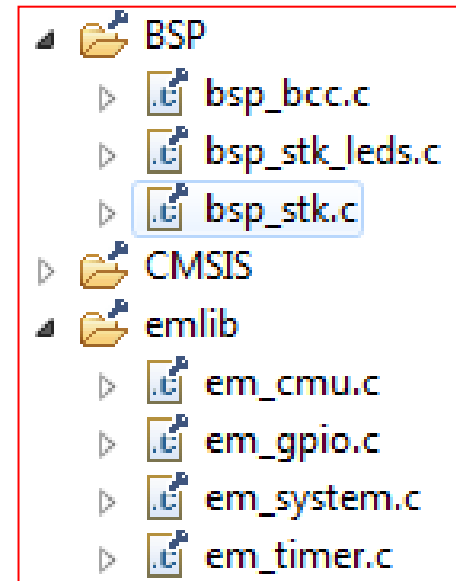 BSP
bsp_bcc.c
bsp_stk_leds.c
bsp_stk.c
CMSIS
emlib
em_cmu.c
em_gpio.c
em_system.c
em_timer.c